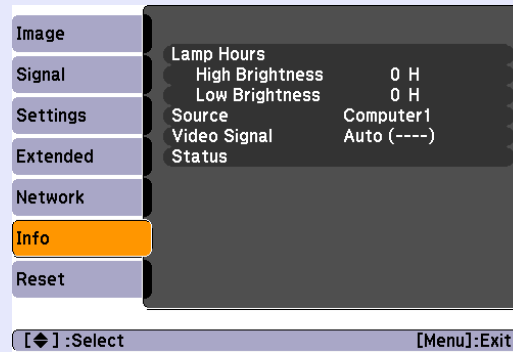 Image
Signal
Settings
Extended
Network
Info
Reset
Lamp Hours
High Brightness 0 H
Low Brightness 0 H
Source Computer1
Video Signal Auto (----)
Status
[◆] :Select [Menu]:Exit